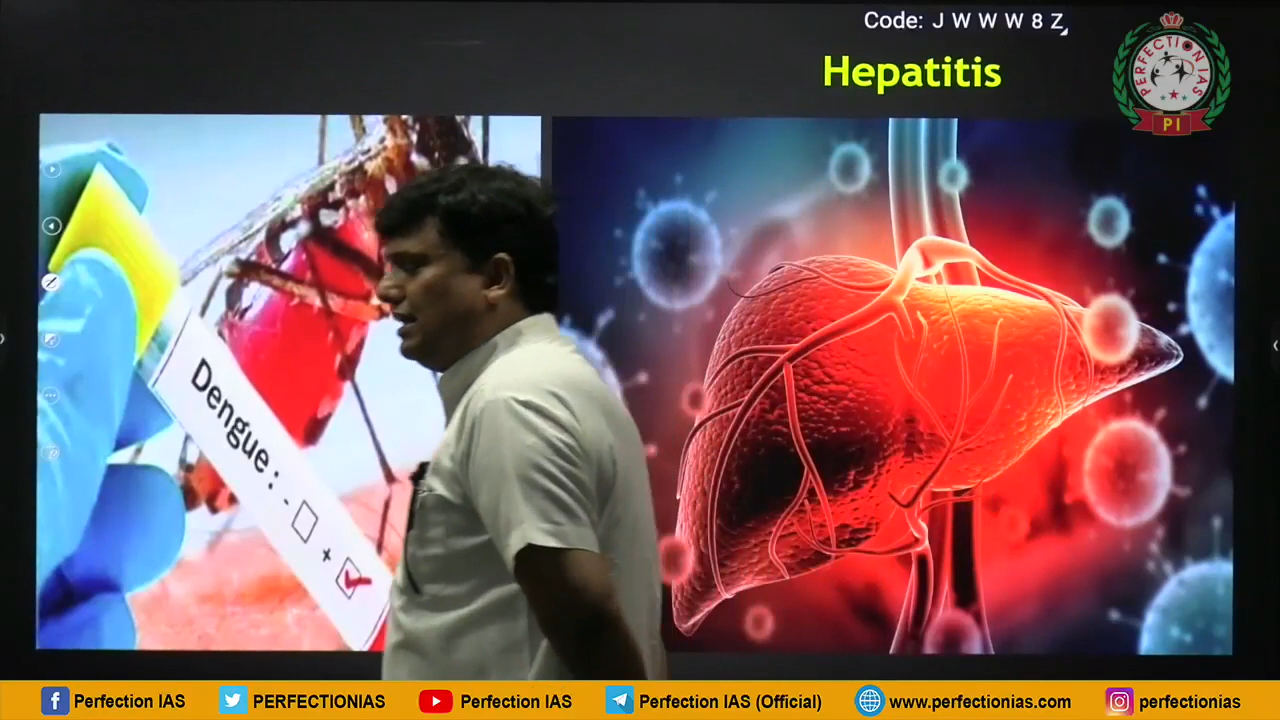 Code: J W W W 8 Z
Hepatitis
PERFECTION IAS
PI
Dengue : - +
Perfection IAS
PERFECTIONIAS
Perfection IAS
Perfection IAS (Official)
www.perfectionias.com
perfectionias